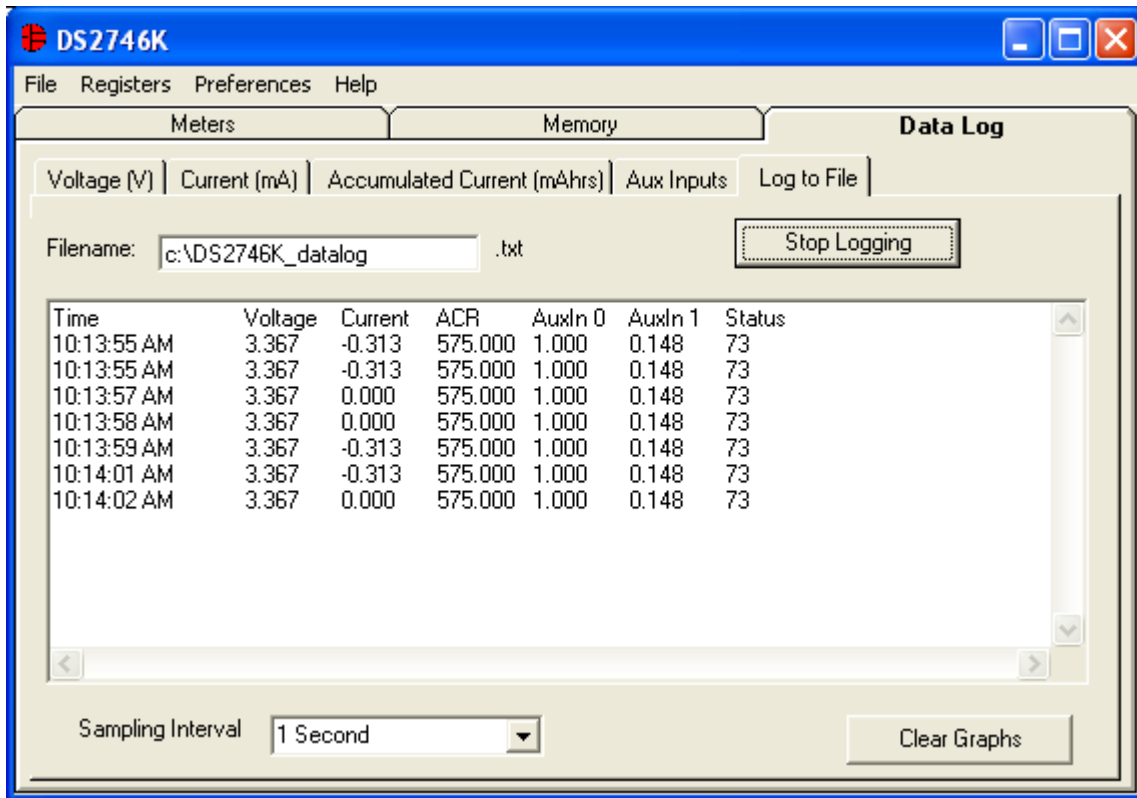 DS2746K
File Registers Preferences Help
Meters Memory Data Log
Voltage (V) Current (mA) Accumulated Current (mAhrs) Aux Inputs Log to File
Filename: c:\DS2746K_datalog .txt Stop Logging
Time Voltage Current ACR AuxIn 0 AuxIn 1 Status
10:13:55 AM 3.367 -0.313 575.000 1.000 0.148 73
10:13:55 AM 3.367 -0.313 575.000 1.000 0.148 73
10:13:57 AM 3.367 0.000 575.000 1.000 0.148 73
10:13:58 AM 3.367 0.000 575.000 1.000 0.148 73
10:13:59 AM 3.367 -0.313 575.000 1.000 0.148 73
10:14:01 AM 3.367 -0.313 575.000 1.000 0.148 73
10:14:02 AM 3.367 0.000 575.000 1.000 0.148 73
Sampling Interval 1 Second Clear Graphs